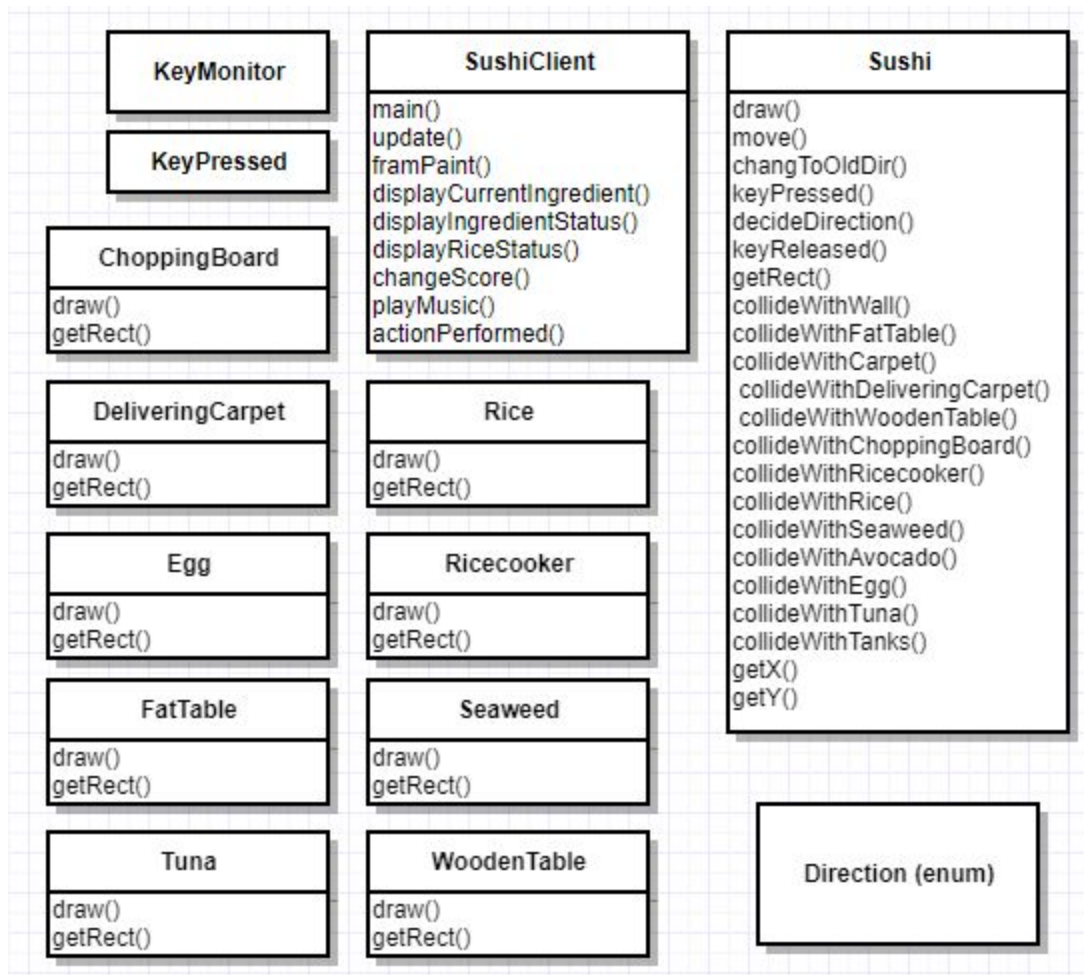 KeyMonitor
KeyPressed
ChoppingBoard
draw()
getRect()
DeliveringCarpet
draw()
getRect()
Egg
draw()
getRect()
FatTable
draw()
getRect()
Tuna
draw()
getRect()
SushiClient
main()
update()
framPaint()
displayCurrentIngredient()
displayIngredientStatus()
displayRiceStatus()
changeScore()
playMusic()
actionPerformed()
Rice
draw()
getRect()
Ricecooker
draw()
getRect()
Seaweed
draw()
getRect()
WoodenTable
draw()
getRect()
Sushi
draw()
move()
changToOldDir()
keyPressed()
decideDirection()
keyReleased()
getRect()
collideWithWall()
collideWithFatTable()
collideWithCarpet()
collideWithDeliveringCarpet()
collideWithWoodenTable()
collideWithChoppingBoard()
collideWithRicecooker()
collideWithRice()
collideWithSeaweed()
collideWithAvocado()
collideWithEgg()
collideWithTuna()
collideWithTanks()
getX()
getY()
Direction (enum)